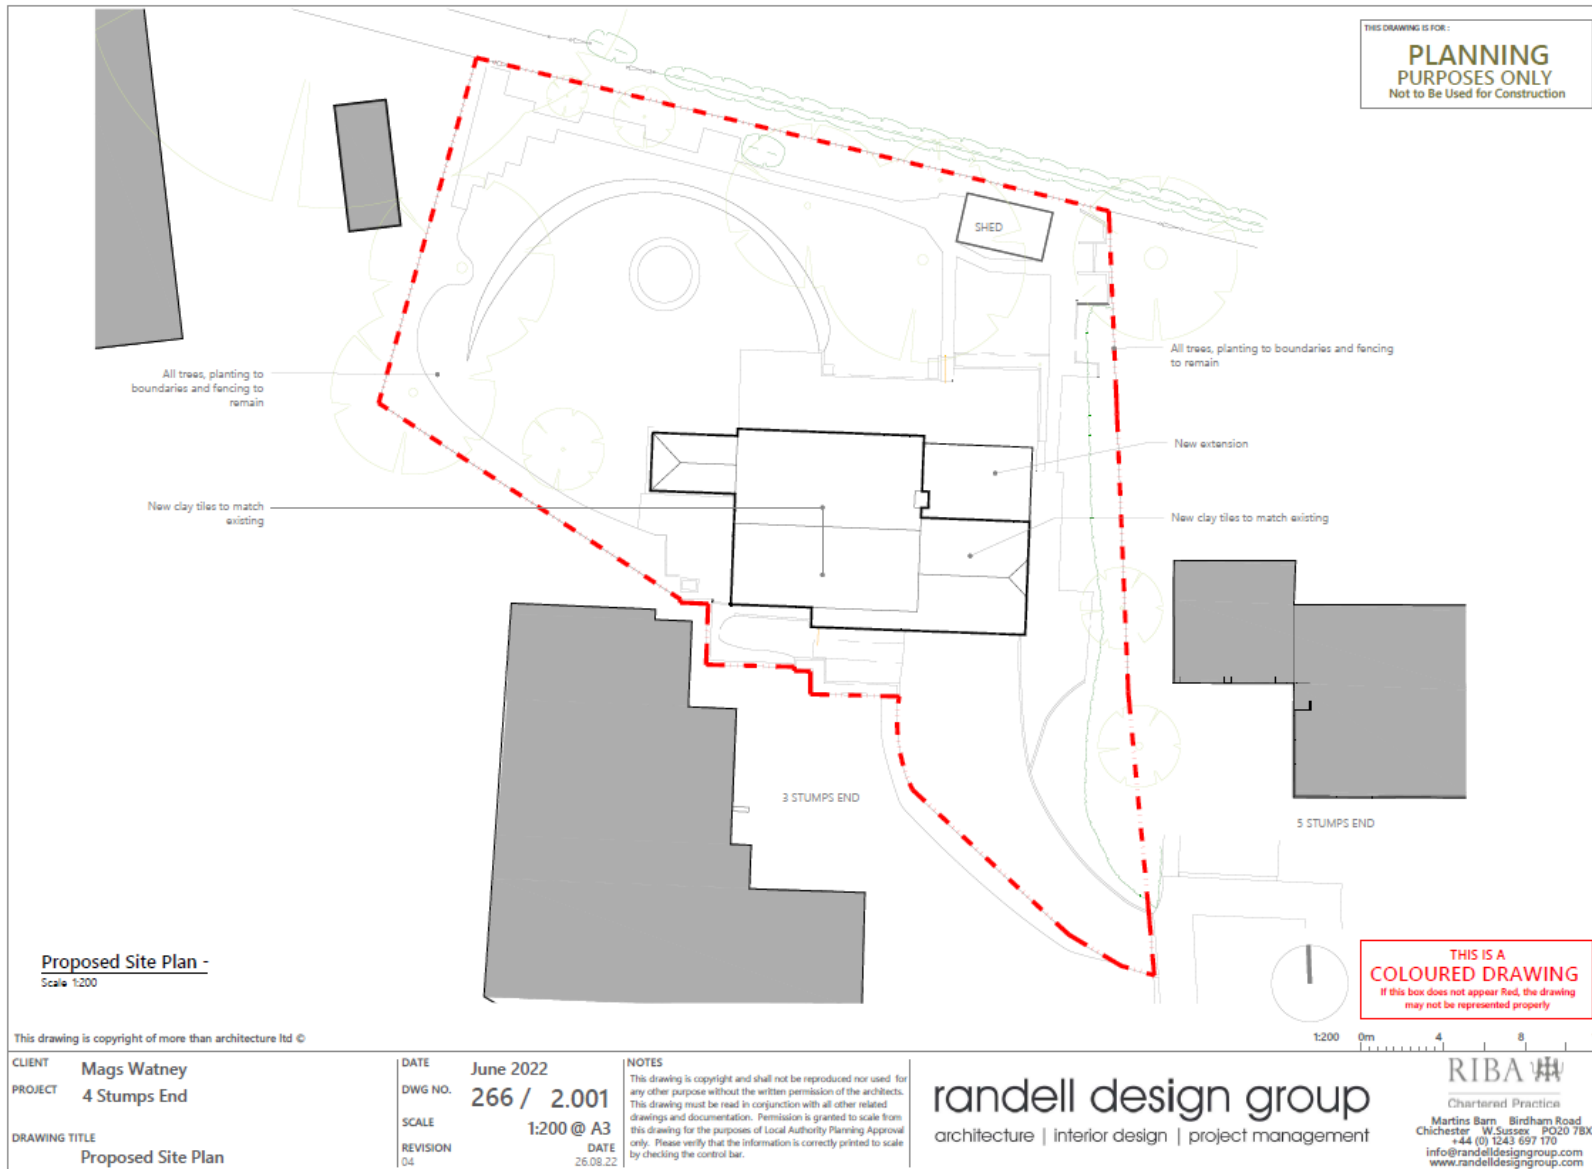 THIS DRAWING IS FOR :
PLANNING
PURPOSES ONLY
Not to Be Used for Construction
SHED
All trees, planting to
boundaries and fencing to
remain
All trees, planting to boundaries and fencing
to remain
New extension
New clay tiles to match
existing
New clay tiles to match existing
3 STUMPS END
5 STUMPS END
Proposed Site Plan -
Scale 1:200
THIS IS A
COLOURED DRAWING
If this box does not appear Red, the drawing
may not be represented properly
This drawing is copyright of more than architecture ltd ©
1:200 0m 4 8
CLIENT Mags Watney
PROJECT 4 Stumps End
DRAWING TITLE
Proposed Site Plan
DATE June 2022
DWG NO. 266 / 2.001
SCALE 1:200 @ A3
REVISION DATE
04 26.08.22
NOTES
This drawing is copyright and shall not be reproduced nor used for
any other purpose without the written permission of the architects.
This drawing must be read in conjunction with all other related
drawings and documentation. Permission is granted to scale from
this drawing for the purposes of Local Authority Planning Approval
only. Please verify that the information is correctly printed to scale
by checking the control bar.
randell design group
architecture | interior design | project management
RIBA
Chartered Practice
Martins Barn Birdham Road
Chichester W.Sussex PO20 7BX
+44 (0) 1243 697 170
info@randelldesigngroup.com
www.randelldesigngroup.com